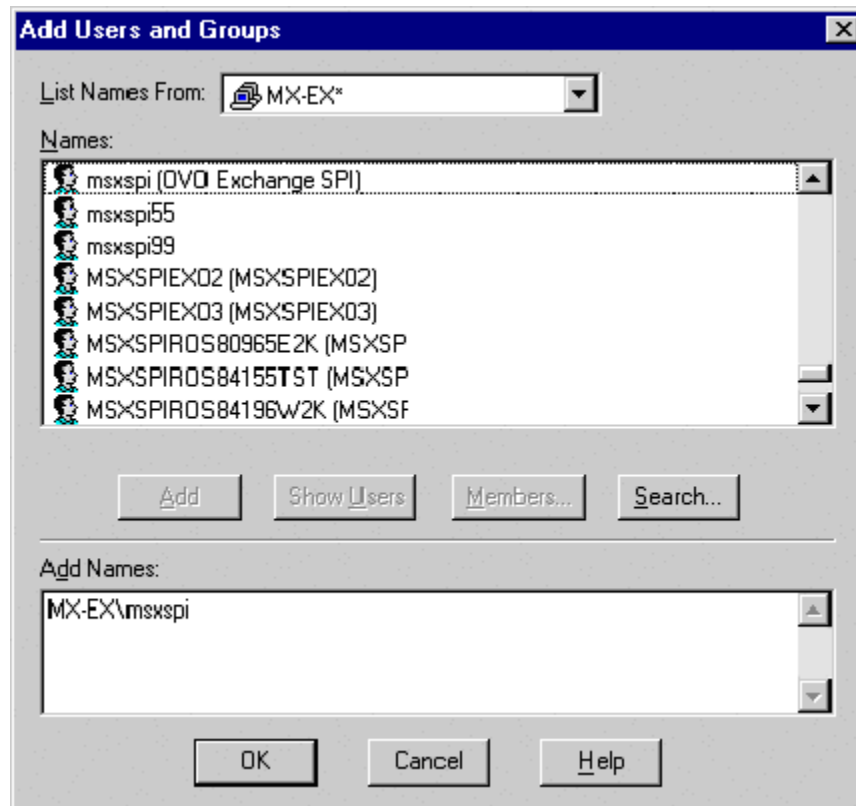 Add Users and Groups
List Names From: MX-EX*
Names:
msxspi (OVO Exchange SPI)
msxspi55
msxspi99
MSXSPIEX02 (MSXSPIEX02)
MSXSPIEX03 (MSXSPIEX03)
MSXSPIROS80965E2K (MSXSP
MSXSPIROS84155TST (MSXSP
MSXSPIROS84196W2K (MSXSF
Add Show Users Members... Search...
Add Names:
MX-EX\msxspi
OK Cancel Help